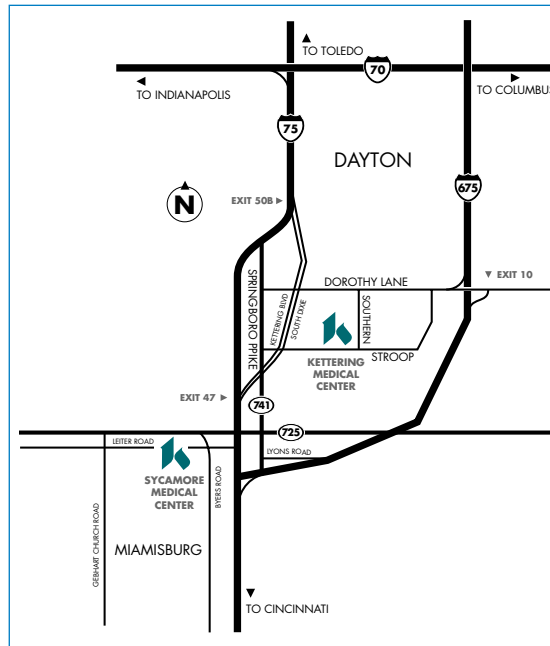 TO TOLEDO
70
TO INDIANAPOLIS
TO COLUMBUS
75
DAYTON
675
N
EXIT 50B
EXIT 10
DOROTHY LANE
SPRINGBORO PPIKE
KETTERING BLVD
SOUTH DIXIE
SOUTHERN
STROOP
KETTERING
MEDICAL
CENTER
EXIT 47
741
725
LEITER ROAD
LYONS ROAD
SYCAMORE
MEDICAL
CENTER
BYERS ROAD
GEBHART CHURCH ROAD
MIAMISBURG
TO CINCINNATI